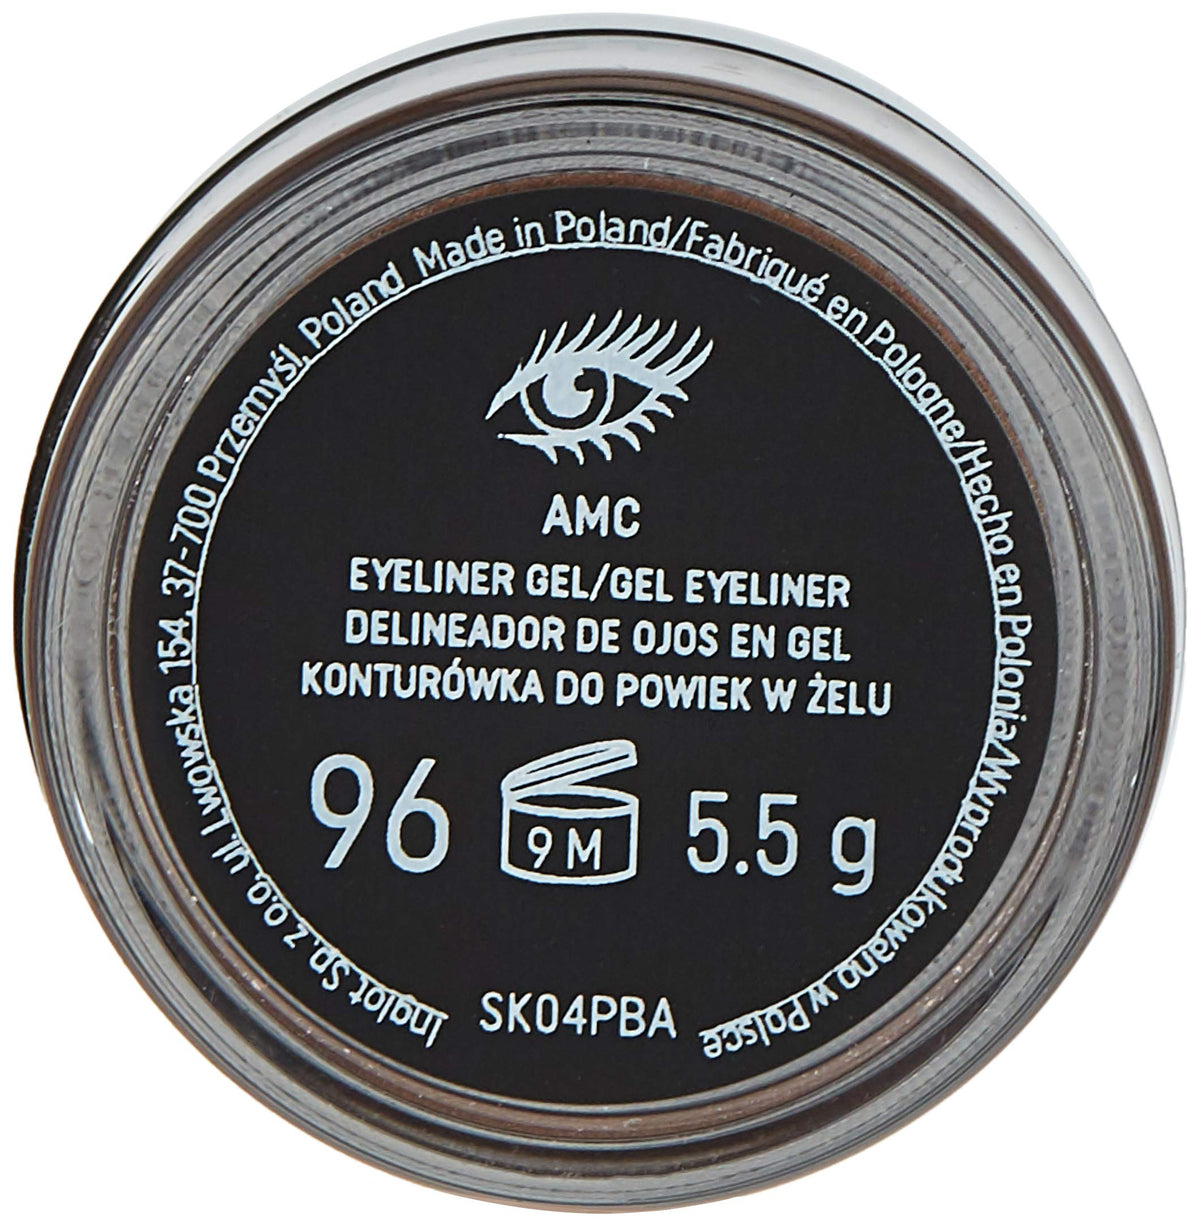 Inglot Sp. z o.o. ul. Lwowska 154, 37-700 Przemyśl, Poland Made in Poland/Fabriqué en Pologne/Hecho en Polonia/Wyprodukowano w Polsce
AMC
EYELINER GEL/GEL EYELINER
DELINEADOR DE OJOS EN GEL
KONTURÓWKA DO POWIEK W ŻELU
96 9M 5.5 g
SK04PBA